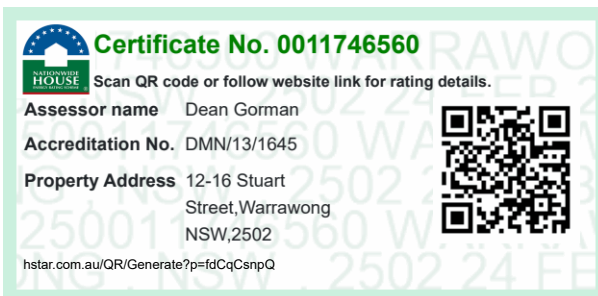 Certificate No. 0011746560
NATIONWIDE
HOUSE
ENERGY RATING SCHEME
Scan QR code or follow website link for rating details.
Assessor name Dean Gorman
Accreditation No. DMN/13/1645
Property Address 12-16 Stuart
Street,Warrawong
NSW,2502
hstar.com.au/QR/Generate?p=fdCqCsnpQ